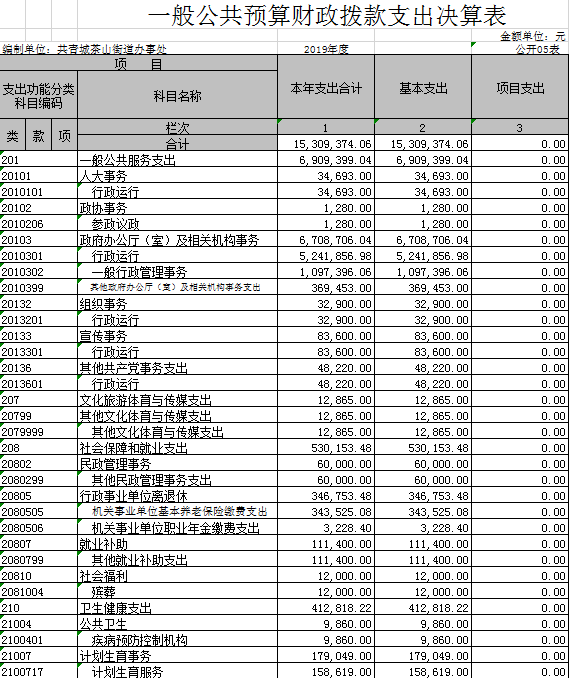 一般公共预算财政拨款支出决算表
金额单位：元
编制单位：共青城茶山街道办事处 2019年度 公开05表
项 目 本年支出合计 基本支出 项目支出
支出功能分类科目编码 科目名称
类 款 项 栏次 1 2 3
合计 15,309,374.06 15,309,374.06 0.00
201 一般公共服务支出 6,909,399.04 6,909,399.04 0.00
20101 人大事务 34,693.00 34,693.00 0.00
2010101 行政运行 34,693.00 34,693.00 0.00
20102 政协事务 1,280.00 1,280.00 0.00
2010206 参政议政 1,280.00 1,280.00 0.00
20103 政府办公厅（室）及相关机构事务 6,708,706.04 6,708,706.04 0.00
2010301 行政运行 5,241,856.98 5,241,856.98 0.00
2010302 一般行政管理事务 1,097,396.06 1,097,396.06 0.00
2010399 其他政府办公厅（室）及相关机构事务支出 369,453.00 369,453.00 0.00
20132 组织事务 32,900.00 32,900.00 0.00
2013201 行政运行 32,900.00 32,900.00 0.00
20133 宣传事务 83,600.00 83,600.00 0.00
2013301 行政运行 83,600.00 83,600.00 0.00
20136 其他共产党事务支出 48,220.00 48,220.00 0.00
2013601 行政运行 48,220.00 48,220.00 0.00
207 文化旅游体育与传媒支出 12,865.00 12,865.00 0.00
20799 其他文化体育与传媒支出 12,865.00 12,865.00 0.00
2079999 其他文化体育与传媒支出 12,865.00 12,865.00 0.00
208 社会保障和就业支出 530,153.48 530,153.48 0.00
20802 民政管理事务 60,000.00 60,000.00 0.00
2080299 其他民政管理事务支出 60,000.00 60,000.00 0.00
20805 行政事业单位离退休 346,753.48 346,753.48 0.00
2080505 机关事业单位基本养老保险缴费支出 343,525.08 343,525.08 0.00
2080506 机关事业单位职业年金缴费支出 3,228.40 3,228.40 0.00
20807 就业补助 111,400.00 111,400.00 0.00
2080799 其他就业补助支出 111,400.00 111,400.00 0.00
20810 社会福利 12,000.00 12,000.00 0.00
2081004 殡葬 12,000.00 12,000.00 0.00
210 卫生健康支出 412,818.22 412,818.22 0.00
21004 公共卫生 9,860.00 9,860.00 0.00
2100401 疾病预防控制机构 9,860.00 9,860.00 0.00
21007 计划生育事务 179,049.00 179,049.00 0.00
2100717 计划生育服务 158,619.00 158,619.00 0.00